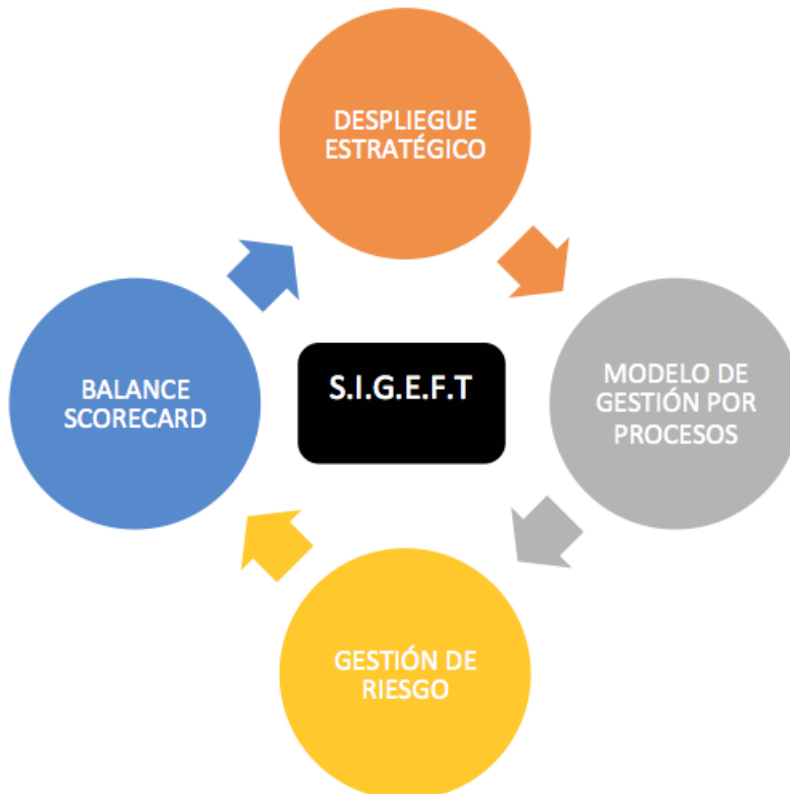 DESPLIEGUE
ESTRATÉGICO
MODELO DE
GESTIÓN POR
PROCESOS
GESTIÓN DE
RIESGO
BALANCE
SCORECARD
S.I.G.E.F.T